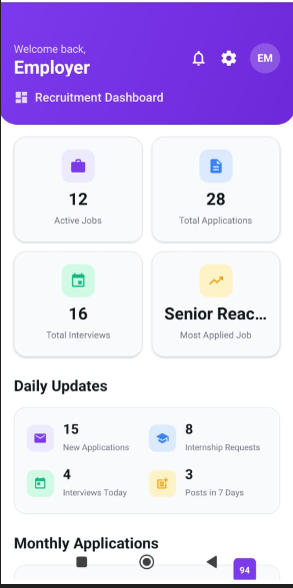 Welcome back,
Employer
EM
Recruitment Dashboard
12
Active Jobs
28
Total Applications
16
Total Interviews
Senior Reac...
Most Applied Job
Daily Updates
15
New Applications
8
Internship Requests
4
Interviews Today
3
Posts in 7 Days
Monthly Applications
94